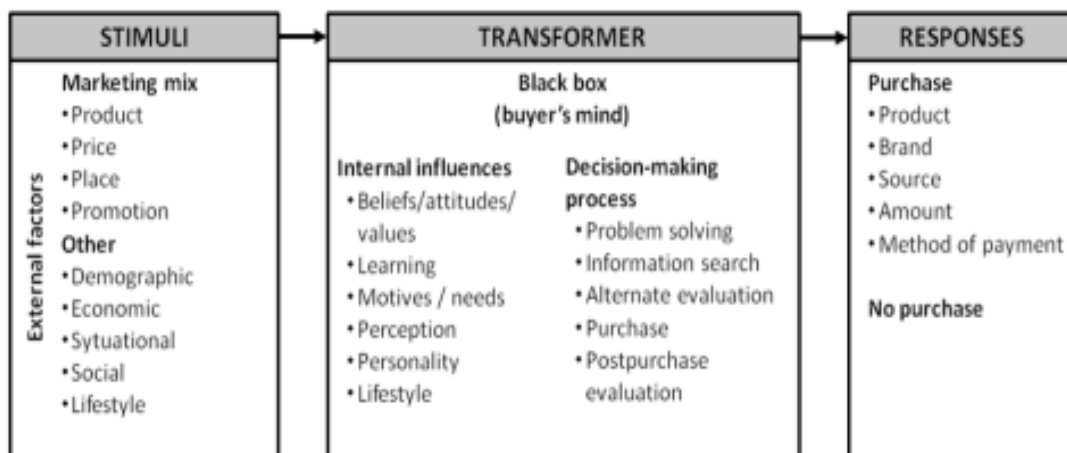 STIMULI
Marketing mix
•Product
•Price
•Place
•Promotion
Other
•Demographic
•Economic
•Sytuational
•Social
•Lifestyle
External factors
TRANSFORMER
Black box
(buyer's mind)
Internal influences
•Beliefs/attitudes/
values
•Learning
•Motives / needs
•Perception
•Personality
•Lifestyle
Decision-making
process
•Problem solving
•Information search
•Alternate evaluation
•Purchase
•Postpurchase
evaluation
RESPONSES
Purchase
•Product
•Brand
•Source
•Amount
•Method of payment
No purchase